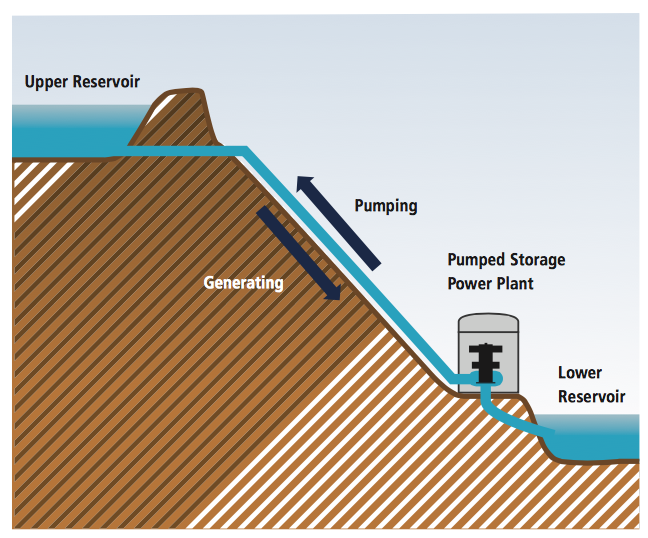 Upper Reservoir
Pumping
Generating
Pumped Storage
Power Plant
Lower
Reservoir